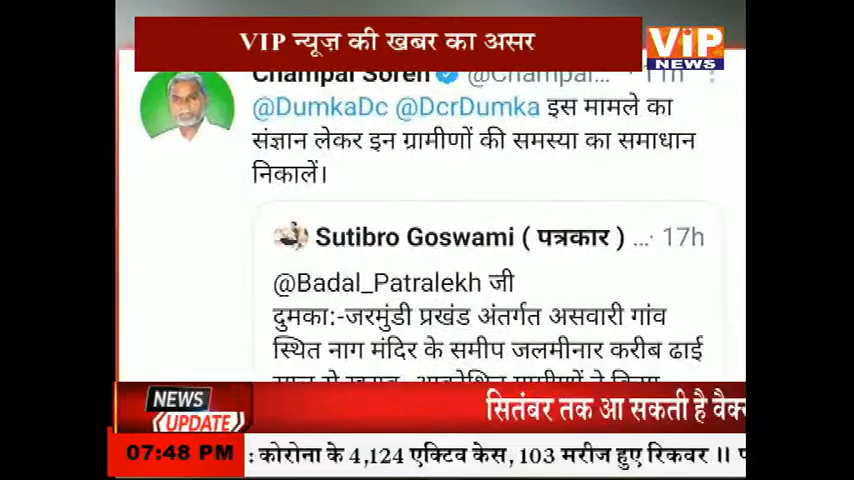 VIP न्यूज़ की खबर का असर
ViP
NEWS
Champai Soren @Champai... · 11h
@DumkaDc @DcrDumka इस मामले का
संज्ञान लेकर इन ग्रामीणों की समस्या का समाधान
निकालें।
Sutibro Goswami ( पत्रकार ) ...· 17h
@Badal_Patralekh जी
दुमका:-जरमुंडी प्रखंड अंतर्गत असवारी गांव
स्थित नाग मंदिर के समीप जलमीनार करीब ढाई
NEWS
UPDATE
सितंबर तक आ सकती है वैक्स
07:48 PM
: कोरोना के 4,124 एक्टिव केस, 103 मरीज हुए रिकवर ||